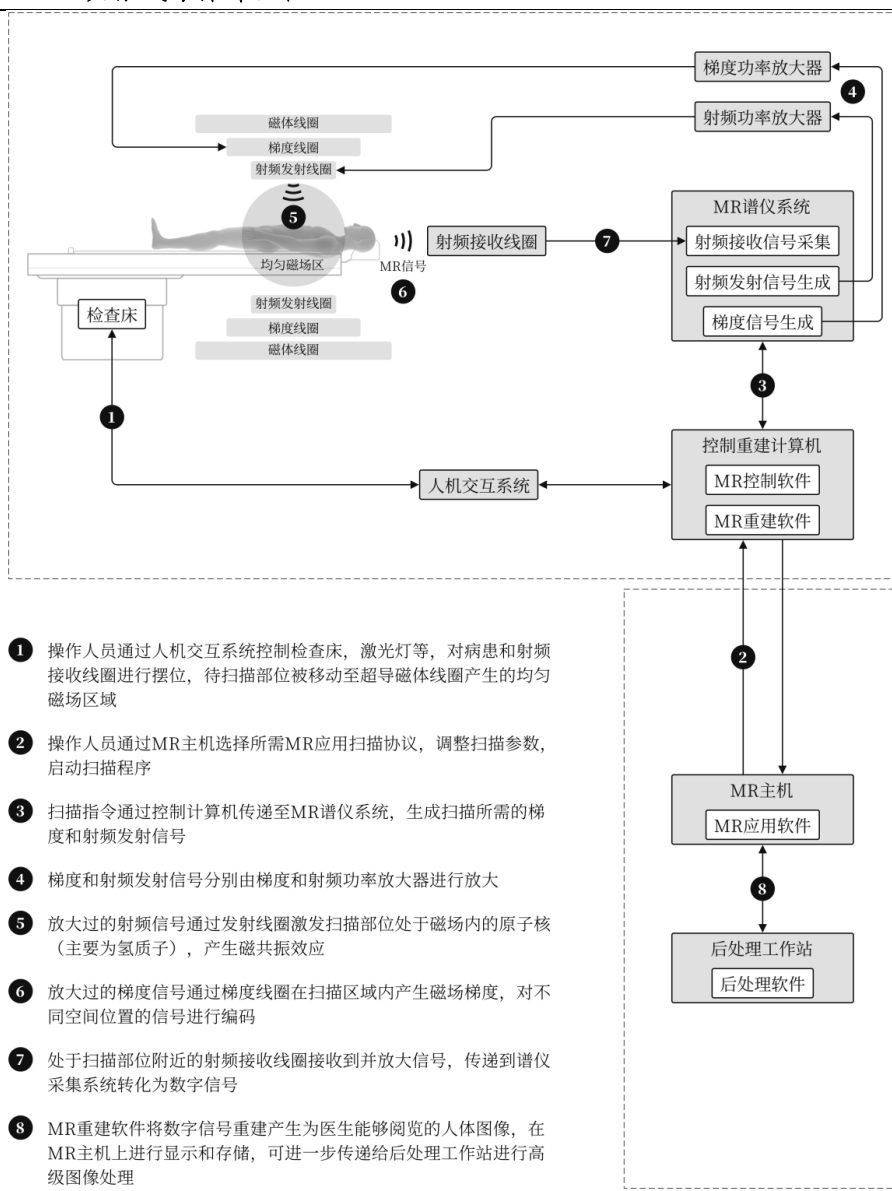 梯度功率放大器
4
射频功率放大器
磁体线圈
梯度线圈
射频发射线圈
5
均匀磁场区
MR信号
6
射频接收线圈
7
MR谱仪系统
射频接收信号采集
射频发射信号生成
梯度信号生成
射频发射线圈
梯度线圈
磁体线圈
检查床
1
3
人机交互系统
控制重建计算机
MR控制软件
MR重建软件
2
MR主机
MR应用软件
8
后处理工作站
后处理软件
1 操作人员通过人机交互系统控制检查床，激光灯等，对病患和射频
接收线圈进行摆位，待扫描部位被移动至超导磁体线圈产生的均匀
磁场区域
2 操作人员通过MR主机选择所需MR应用扫描协议，调整扫描参数，
启动扫描程序
3 扫描指令通过控制计算机传递至MR谱仪系统，生成扫描所需的梯
度和射频发射信号
4 梯度和射频发射信号分别由梯度和射频功率放大器进行放大
5 放大过的射频信号通过发射线圈激发扫描部位处于磁场内的原子核
（主要为氢质子），产生磁共振效应
6 放大过的梯度信号通过梯度线圈在扫描区域内产生磁场梯度，对不
同空间位置的信号进行编码
7 处于扫描部位附近的射频接收线圈接收到并放大信号，传递到谱仪
采集系统转化为数字信号
8 MR重建软件将数字信号重建产生为医生能够阅览的人体图像，在
MR主机上进行显示和存储，可进一步传递给后处理工作站进行高
级图像处理